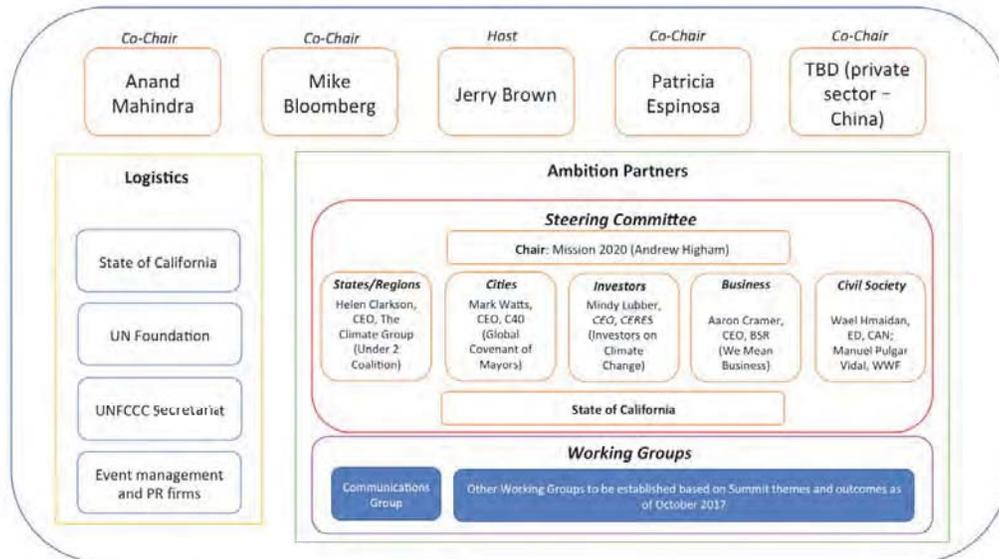 Co-Chair
Anand
Mahindra
Co-Chair
Mike
Bloomberg
Host
Jerry Brown
Co-Chair
Patricia
Espinosa
Co-Chair
TBD (private
sector –
China)
Logistics
State of California
UN Foundation
UNFCCC Secretariat
Event management
and PR firms
Ambition Partners
Steering Committee
Chair: Mission 2020 (Andrew Higham)
States/Regions
Helen Clarkson,
CEO, The
Climate Group
(Under 2
Coalition)
Cities
Mark Watts,
CEO, C40
(Global
Covenant of
Mayors)
Investors
Mindy Lubber,
CEO, CERES
(Investors on
Climate
Change)
Business
Aaron Cramer,
CEO, BSR
(We Mean
Business)
Civil Society
Wael Hmaidan,
ED, CAN;
Manuel Pulgar
Vidal, WWF
State of California
Working Groups
Communications
Group
Other Working Groups to be established based on Summit themes and outcomes as
of October 2017